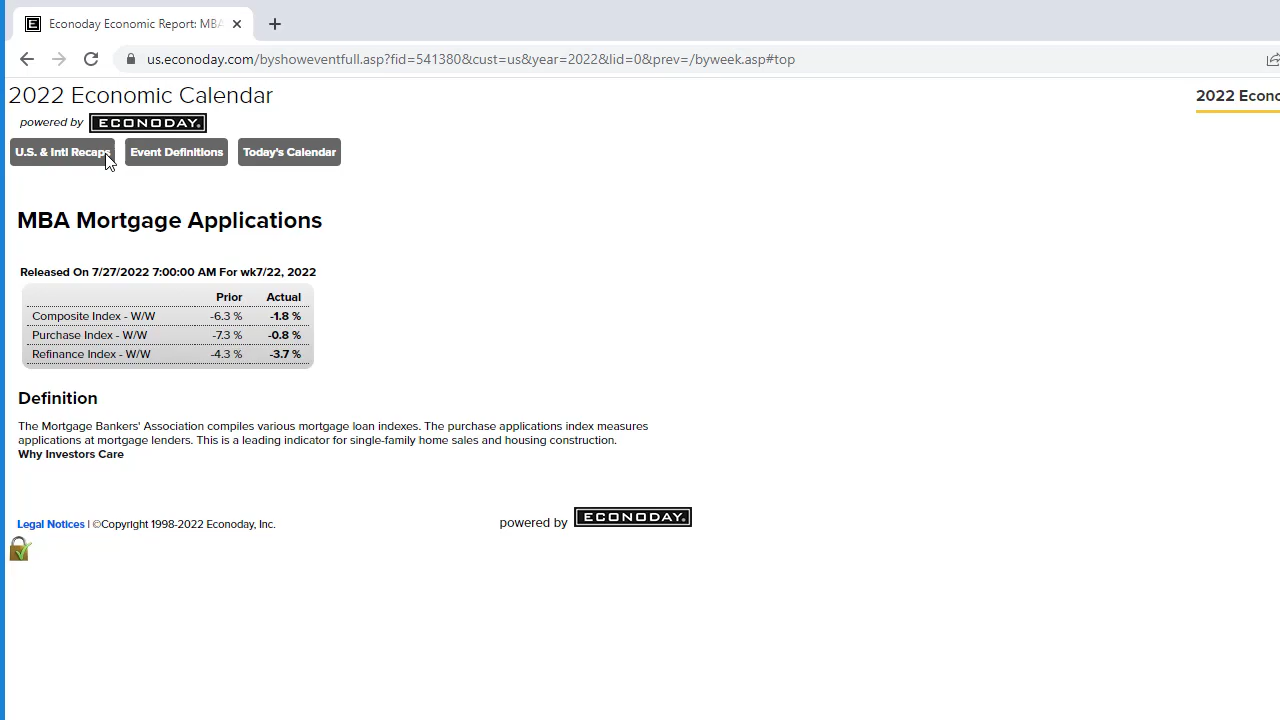 Econoday Economic Report: MBA
us.econoday.com/byshoweventfull.asp?fid=541380&cust=us&year=2022&lid=0&prev=/byweek.asp#top
2022 Economic Calendar
2022 Econo
powered by ECONODAY.
U.S. & Intl Recaps Event Definitions Today's Calendar
MBA Mortgage Applications
Released On 7/27/2022 7:00:00 AM For wk7/22, 2022
Prior Actual
Composite Index - W/W -6.3 % -1.8 %
Purchase Index - W/W -7.3 % -0.8 %
Refinance Index - W/W -4.3 % -3.7 %
Definition
The Mortgage Bankers' Association compiles various mortgage loan indexes. The purchase applications index measures
applications at mortgage lenders. This is a leading indicator for single-family home sales and housing construction.
Why Investors Care
Legal Notices | ©Copyright 1998-2022 Econoday, Inc.
powered by ECONODAY.